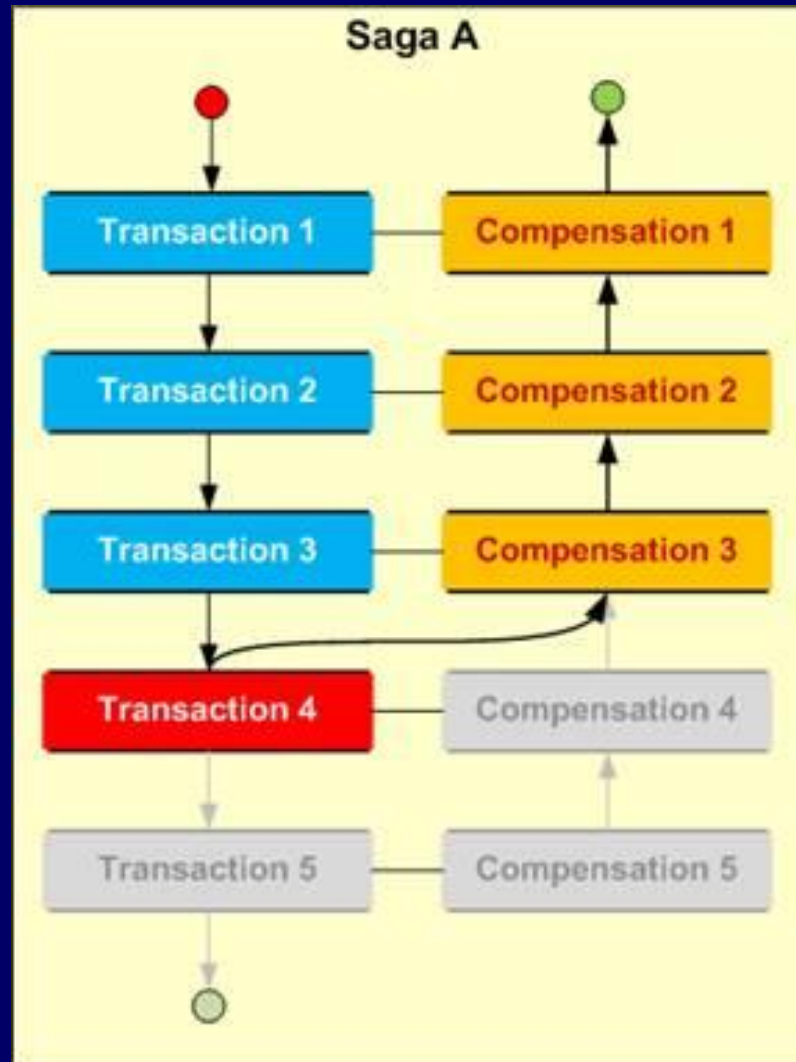 Saga A
Transaction 1
Compensation 1
Transaction 2
Compensation 2
Transaction 3
Compensation 3
Transaction 4
Compensation 4
Transaction 5
Compensation 5